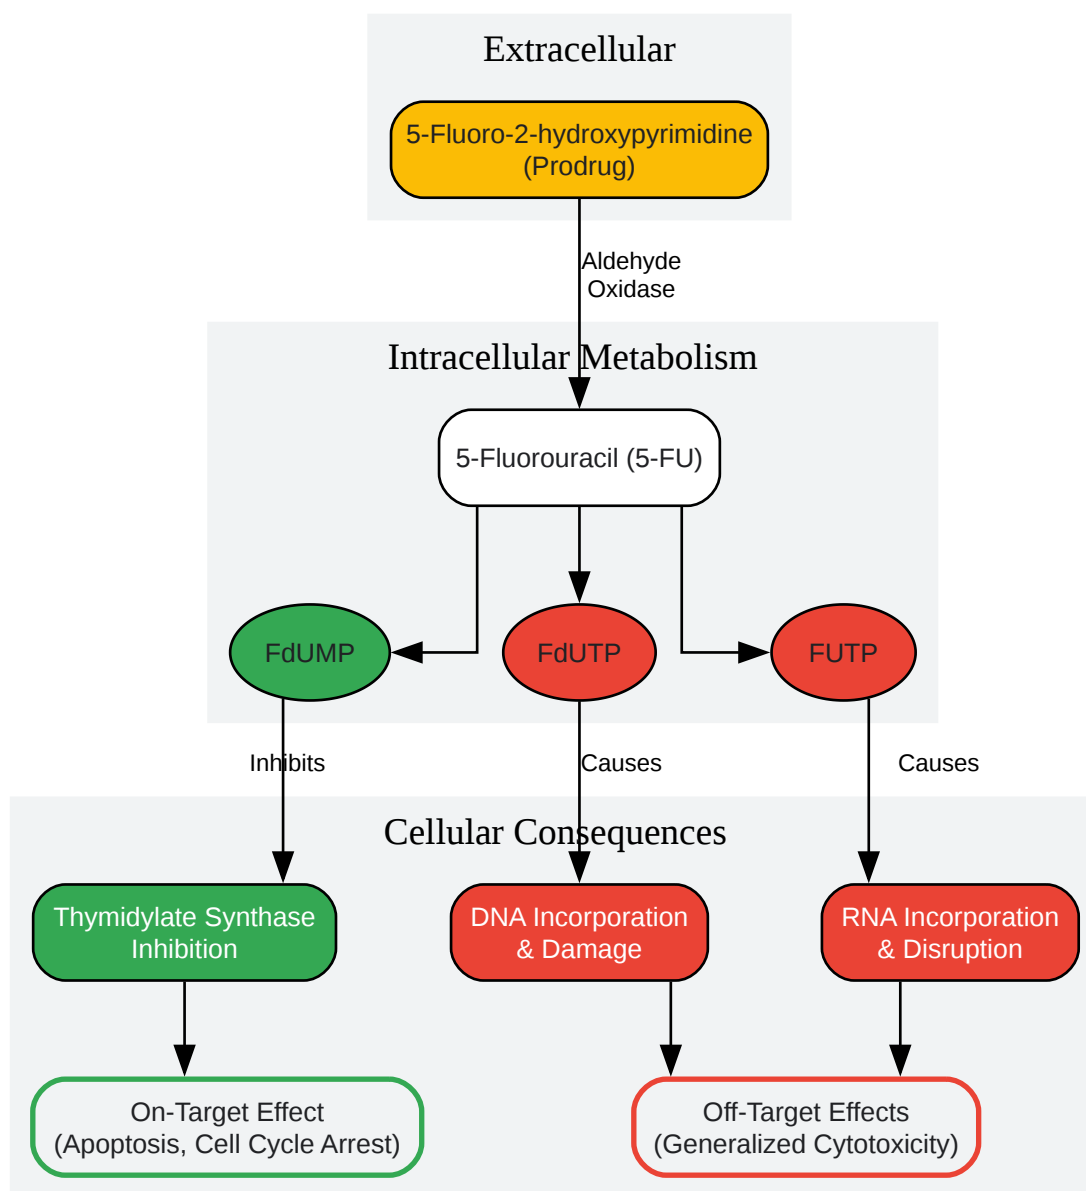 Extracellular
5-Fluoro-2-hydroxypyrimidine
(Prodrug)
Aldehyde
Oxidase
Intracellular Metabolism
5-Fluorouracil (5-FU)
FdUMP
FdUTP
FUTP
Inhibits
Causes
Causes
Cellular Consequences
Thymidylate Synthase
Inhibition
DNA Incorporation
& Damage
RNA Incorporation
& Disruption
On-Target Effect
(Apoptosis, Cell Cycle Arrest)
Off-Target Effects
(Generalized Cytotoxicity)